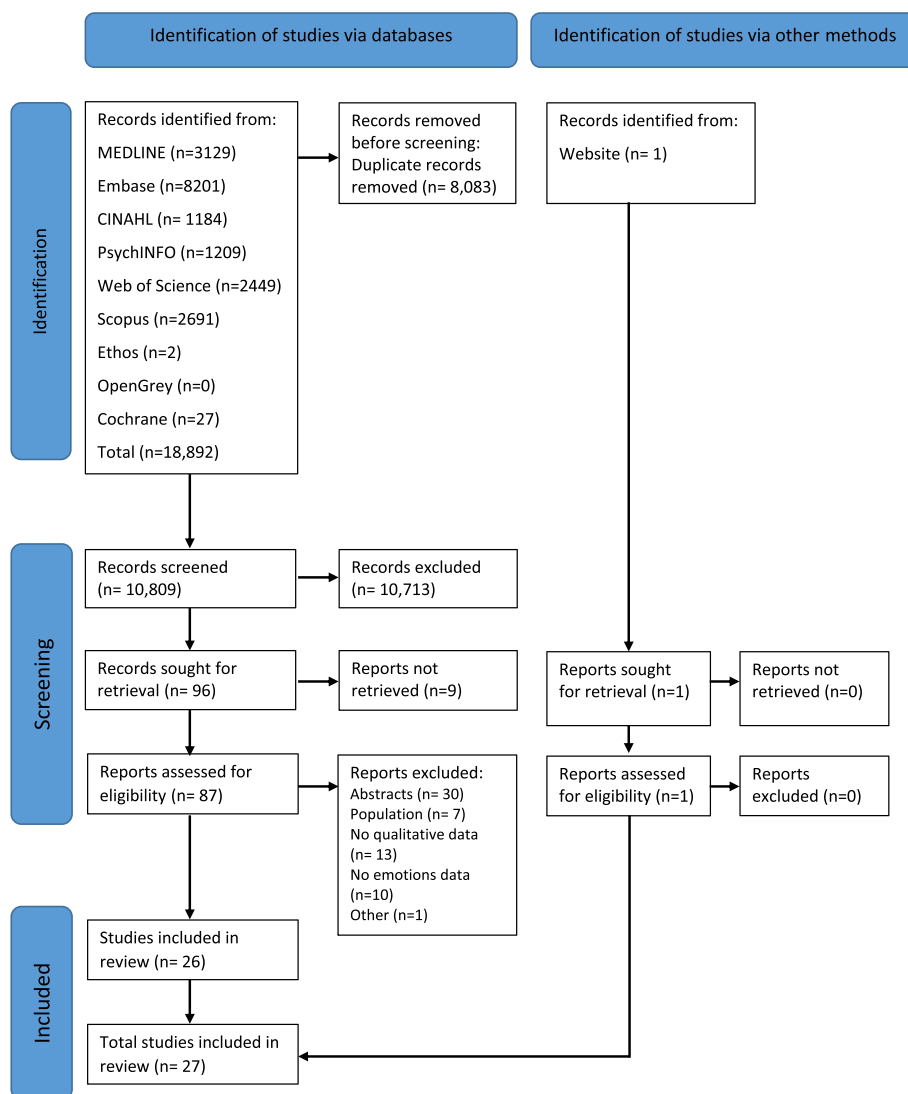 Identification of studies via databases
Identification of studies via other methods
Identification
Records identified from:
MEDLINE (n=3129)
Embase (n=8201)
CINAHL (n= 1184)
PsychINFO (n=1209)
Web of Science (n=2449)
Scopus (n=2691)
Ethos (n=2)
OpenGrey (n=0)
Cochrane (n=27)
Total (n=18,892)
Records removed
before screening:
Duplicate records
removed (n= 8,083)
Records identified from:
Website (n= 1)
Screening
Records screened
(n= 10,809)
Records excluded
(n= 10,713)
Records sought for
retrieval (n= 96)
Reports not
retrieved (n=9)
Reports sought
for retrieval (n=1)
Reports not
retrieved (n=0)
Reports assessed for
eligibility (n= 87)
Reports excluded:
Abstracts (n= 30)
Population (n= 7)
No qualitative data
(n= 13)
No emotions data
(n=10)
Other (n=1)
Reports assessed
for eligibility (n=1)
Reports
excluded (n=0)
Included
Studies included in
review (n= 26)
Total studies included in
review (n= 27)